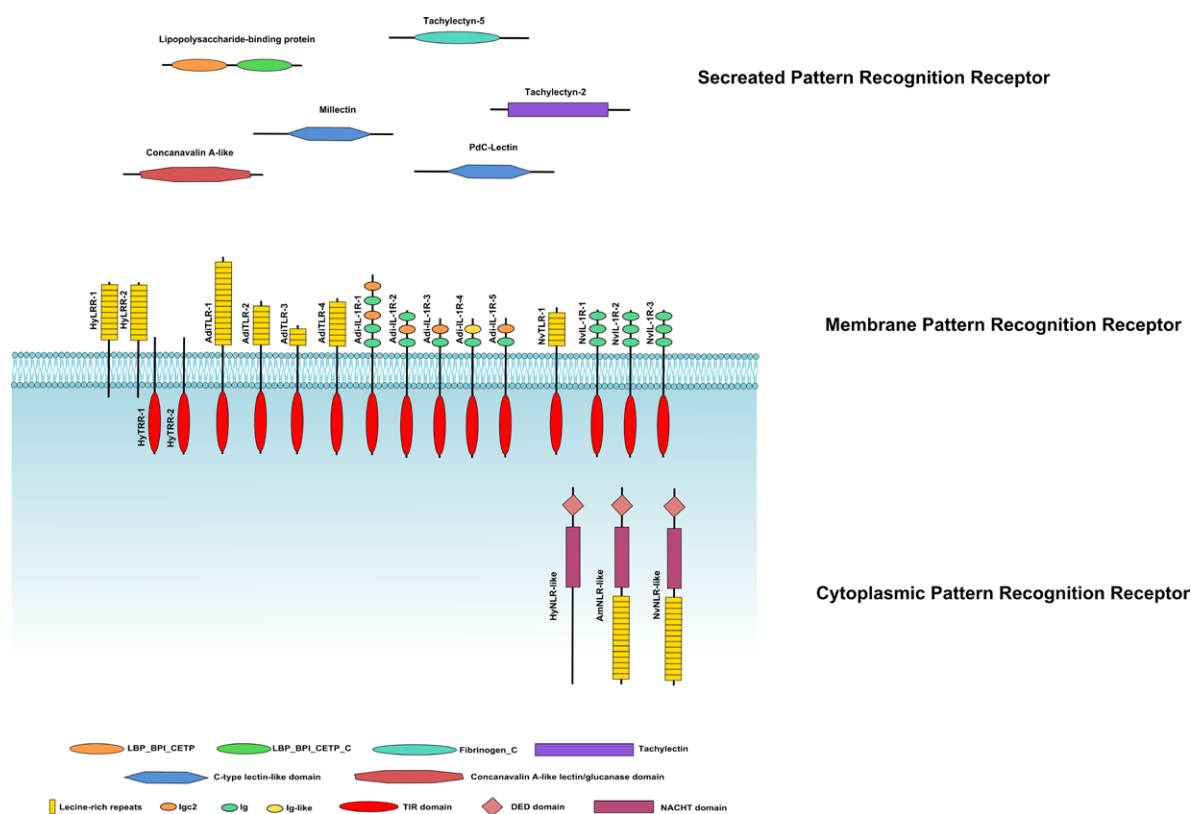 Tachylectyn-5
Lipopolysaccharide-binding protein
Secreated Pattern Recognition Receptor
Tachylectyn-2
Millectin
PdC-Lectin
Concanavalin A-like
HyLRR-1
HyLRR-2
HyTRR-1
HyTRR-2
AdiTLR-1
AdiTLR-2
AdiTLR-3
AdiTLR-4
Adi-IL-1R-1
Adi-IL-1R-2
Adi-IL-1R-3
Adi-IL-1R-4
Adi-IL-1R-5
NvTLR-1
NvIL-1R-1
NvIL-1R-2
NvIL-1R-3
Membrane Pattern Recognition Receptor
HyNLR-like
AmNLR-like
NvNLR-like
Cytoplasmic Pattern Recognition Receptor
LBP_BPI_CETP
LBP_BPI_CETP_C
Fibrinogen_C
Tachylectin
C-type lectin-like domain
Concanavalin A-like lectin/glucanase domain
Lecine-rich repeats
Igc2
Ig
Ig-like
TIR domain
DED domain
NACHT domain